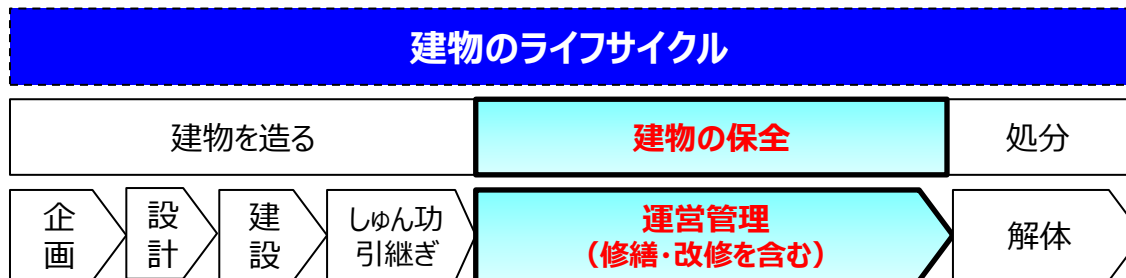 建物のライフサイクル
建物を造る
建物の保全
処分
企画
設計
建設
しゅん功
引継ぎ
運営管理
（修繕・改修を含む）
解体